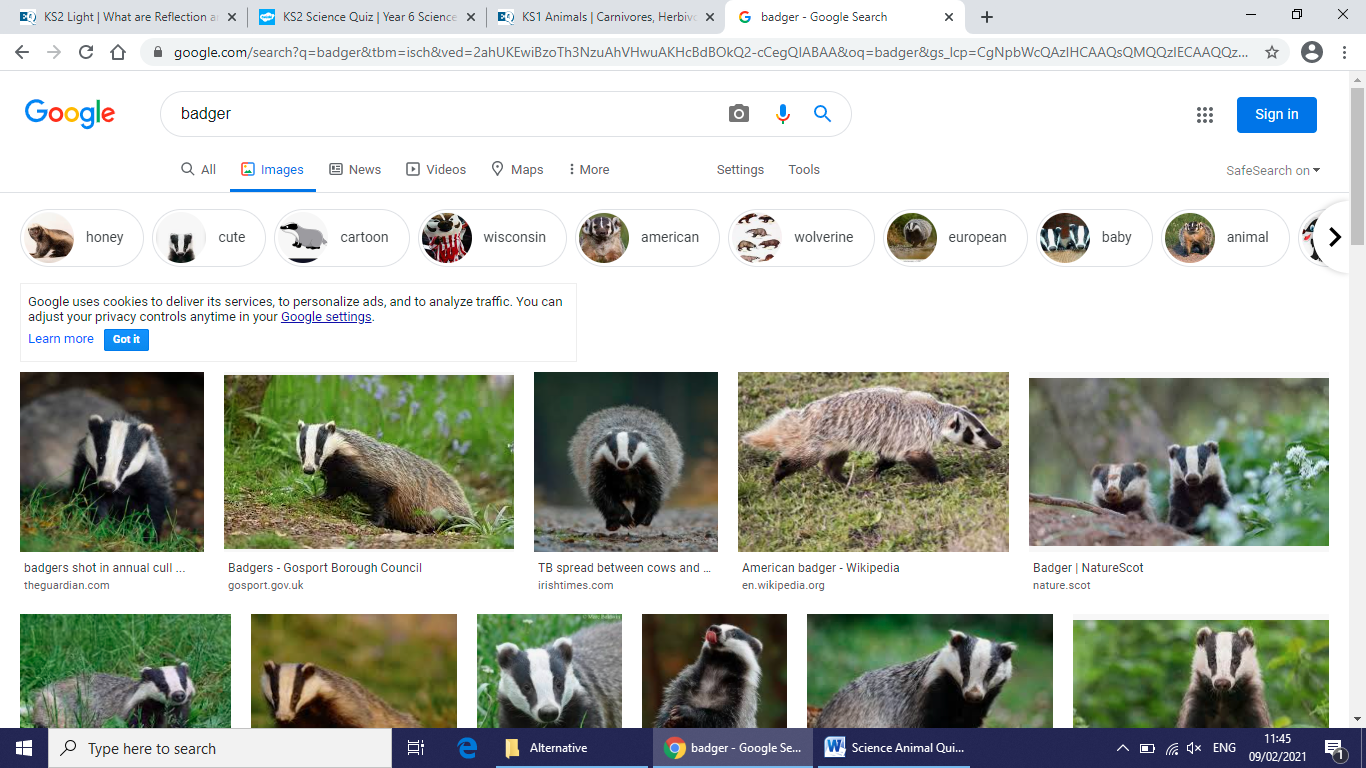 KS2 Light | What are Reflection a
KS2 Science Quiz | Year 6 Science
KS1 Animals | Carnivores, Herbivo
badger - Google Search
google.com/search?q=badger&tbm=isch&ved=2ahUKEwiBzoTh3NzuAhVHwuAKHcBdBOkQ2-cCegQIABAA&oq=badger&gs_lcp=CgNpbWcQAzIHCAAQsQMQQzIECAAQQz...
Google
badger
Sign in
All
Images
News
Videos
Maps
More
Settings
Tools
SafeSearch on
honey
cute
cartoon
wisconsin
american
wolverine
european
baby
animal
Google uses cookies to deliver its services, to personalize ads, and to analyze traffic. You can
adjust your privacy controls anytime in your Google settings.
Learn more
Got it
badgers shot in annual cull ...
theguardian.com
Badgers - Gosport Borough Council
gosport.gov.uk
TB spread between cows and ...
irishtimes.com
American badger - Wikipedia
en.wikipedia.org
Badger | NatureScot
nature.scot
Type here to search
Alternative
badger - Google Se...
Science Animal Qui...
ENG
11:45
09/02/2021
1